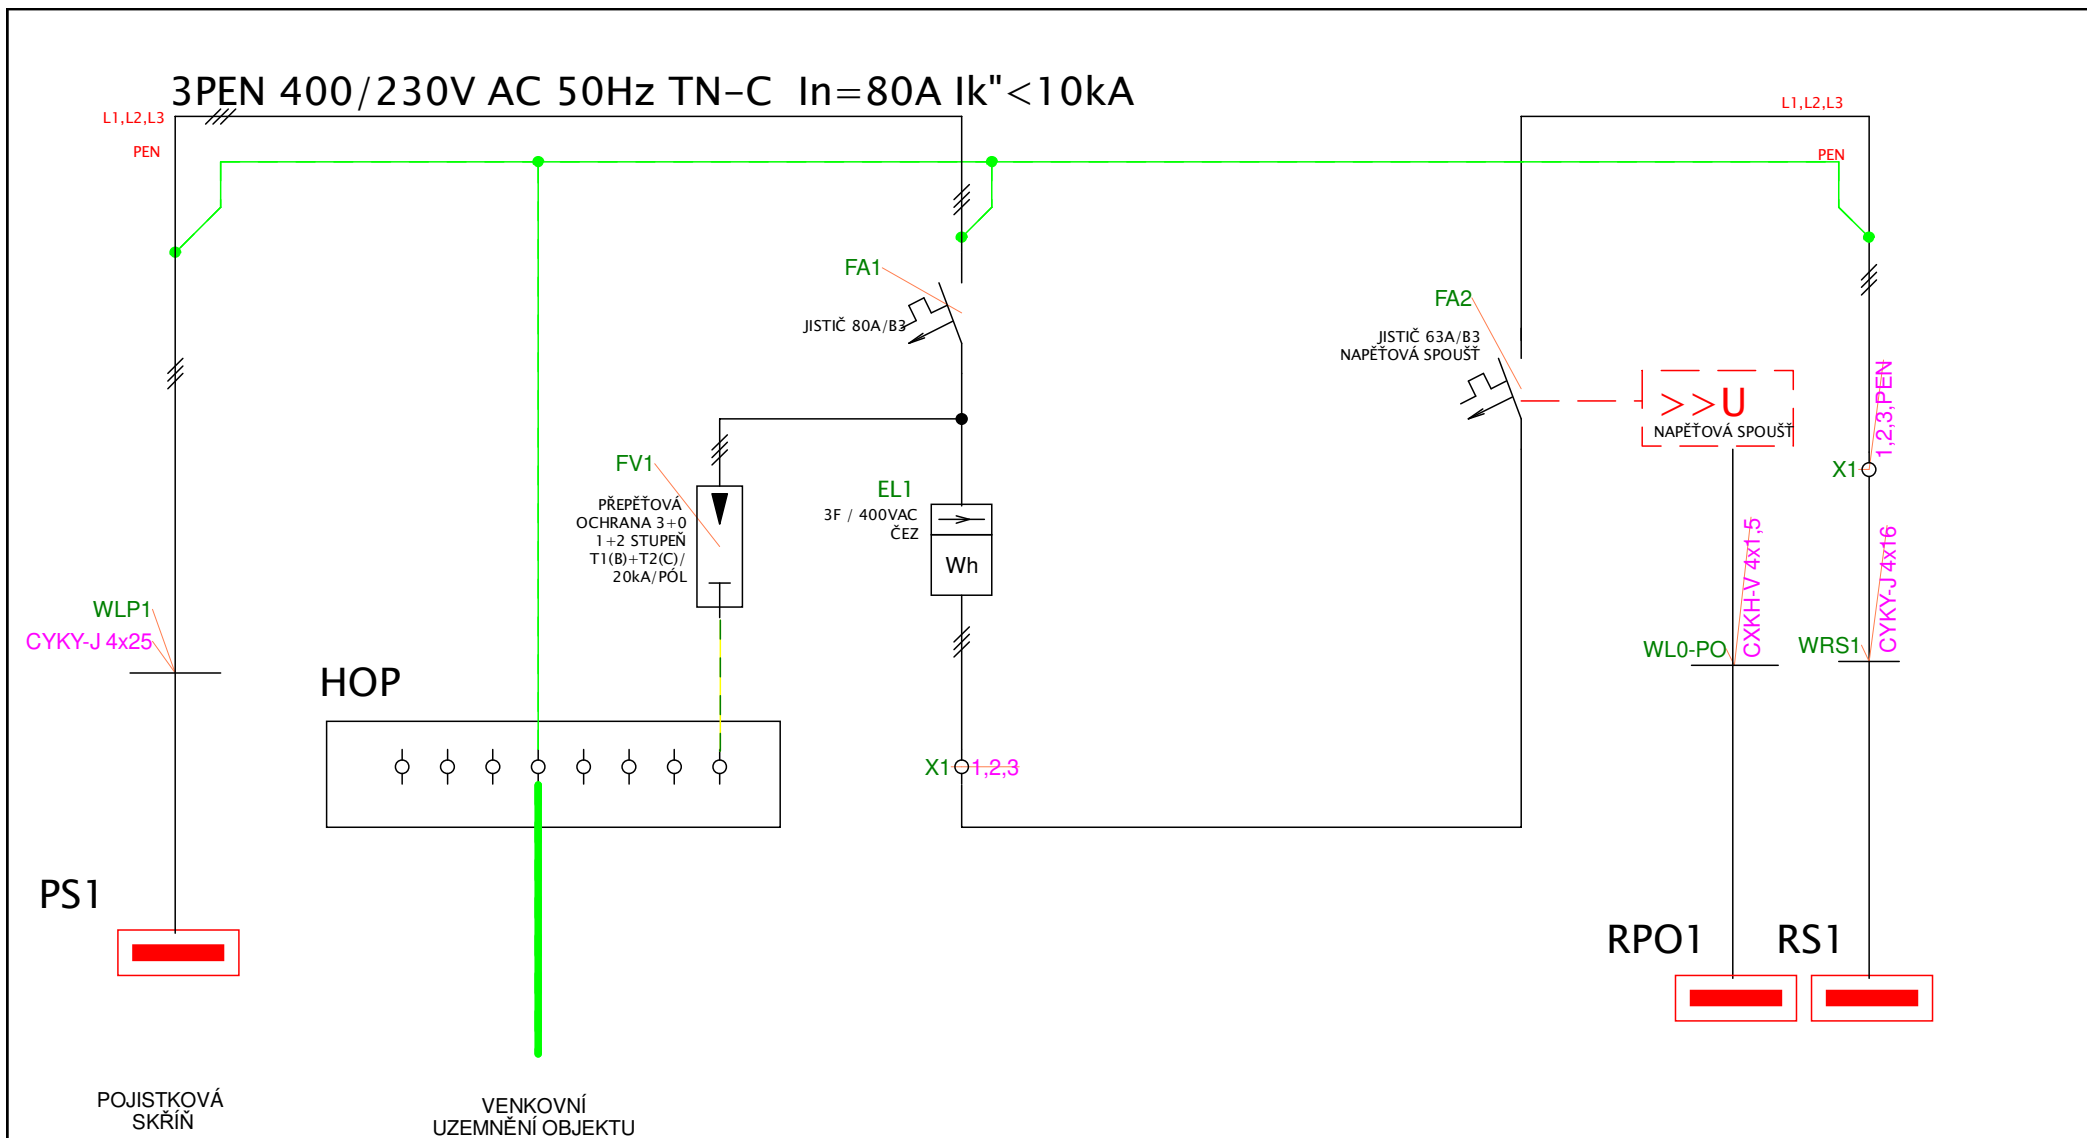 3PEN 400/230V AC 50Hz TN-C In=80A Ik"<10kA
L1,L2,L3
PEN
L1,L2,L3
PEN
FA1
JISTIČ 80A/B3
FA2
JISTIČ 63A/B3
NAPĚŤOVÁ SPOUŠŤ
>>U
NAPĚŤOVÁ SPOUŠŤ
1,2,3,PEN
X1
FV1
PŘEPĚŤOVÁ
OCHRANA 3+0
1+2 STUPEŇ
T1(B)+T2(C)/
20kA/PÓL
EL1
3F / 400VAC
ČEZ
Wh
WLP1
CYKY-J 4x25
HOP
X1
1,2,3
CXKH-V 4x1,5
WL0-PO
CYKY-J 4x16
WRS1
PS1
RPO1
RS1
POJISTKOVÁ
SKŘÍŇ
VENKOVNÍ
UZEMNĚNÍ OBJEKTU